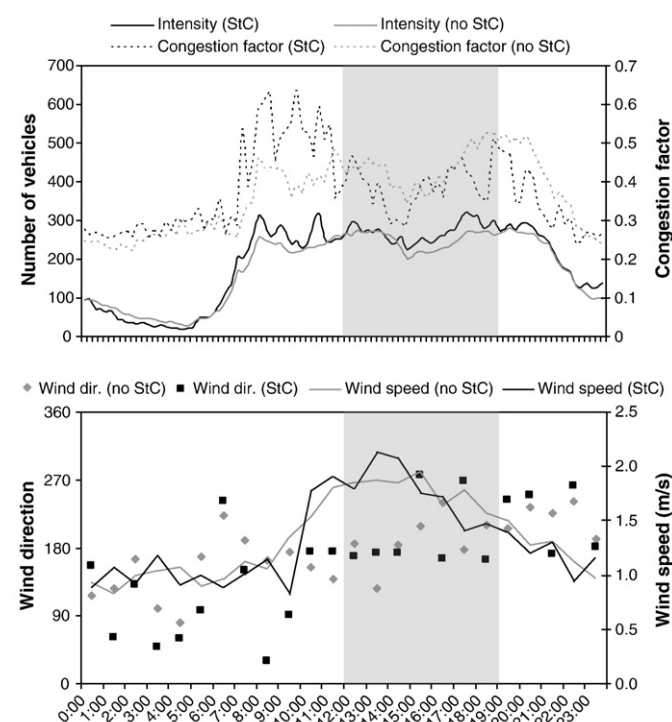 Intensity (StC) Intensity (no StC)
Congestion factor (StC) Congestion factor (no StC)
700 0.7
600 0.6
500 0.5
400 0.4
300 0.3
200 0.2
100 0.1
0 0
Number of vehicles
Congestion factor
Wind dir. (no StC) Wind dir. (StC) Wind speed (no StC) Wind speed (StC)
360 2.5
2.0
270
1.5
180
1.0
90
0.5
0 0.0
Wind direction
Wind speed (m/s)
0:00 1:00 2:00 3:00 4:00 5:00 6:00 7:00 8:00 9:00 10:00 11:00 12:00 13:00 14:00 15:00 16:00 17:00 18:00 19:00 20:00 21:00 22:00 23:00